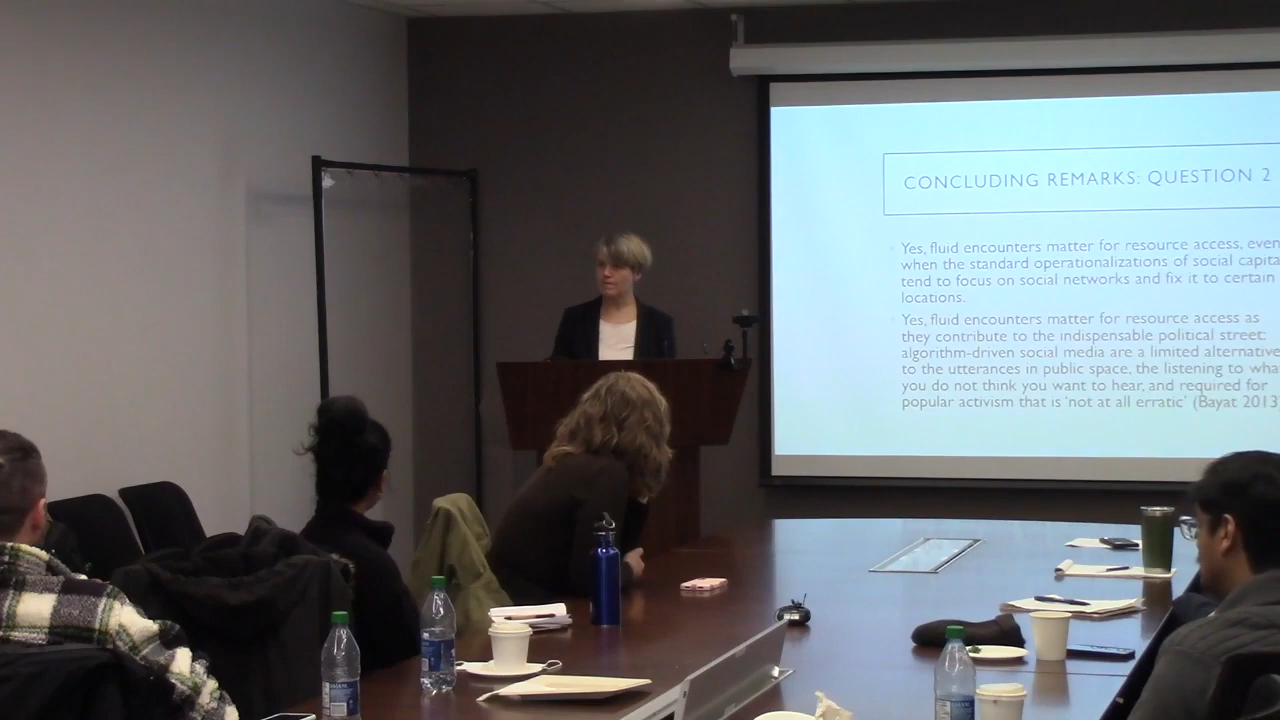 CONCLUDING REMARKS: QUESTION 2
Yes, fluid encounters matter for resource access, even
when the standard operationalizations of social capita
tend to focus on social networks and fix it to certain
locations.
Yes, fluid encounters matter for resource access as
they contribute to the indispensable political street:
algorithm-driven social media are a limited alternative
to the utterances in public space, the listening to wha
you do not think you want to hear, and required for
popular activism that is 'not at all erratic' (Bayat 2013